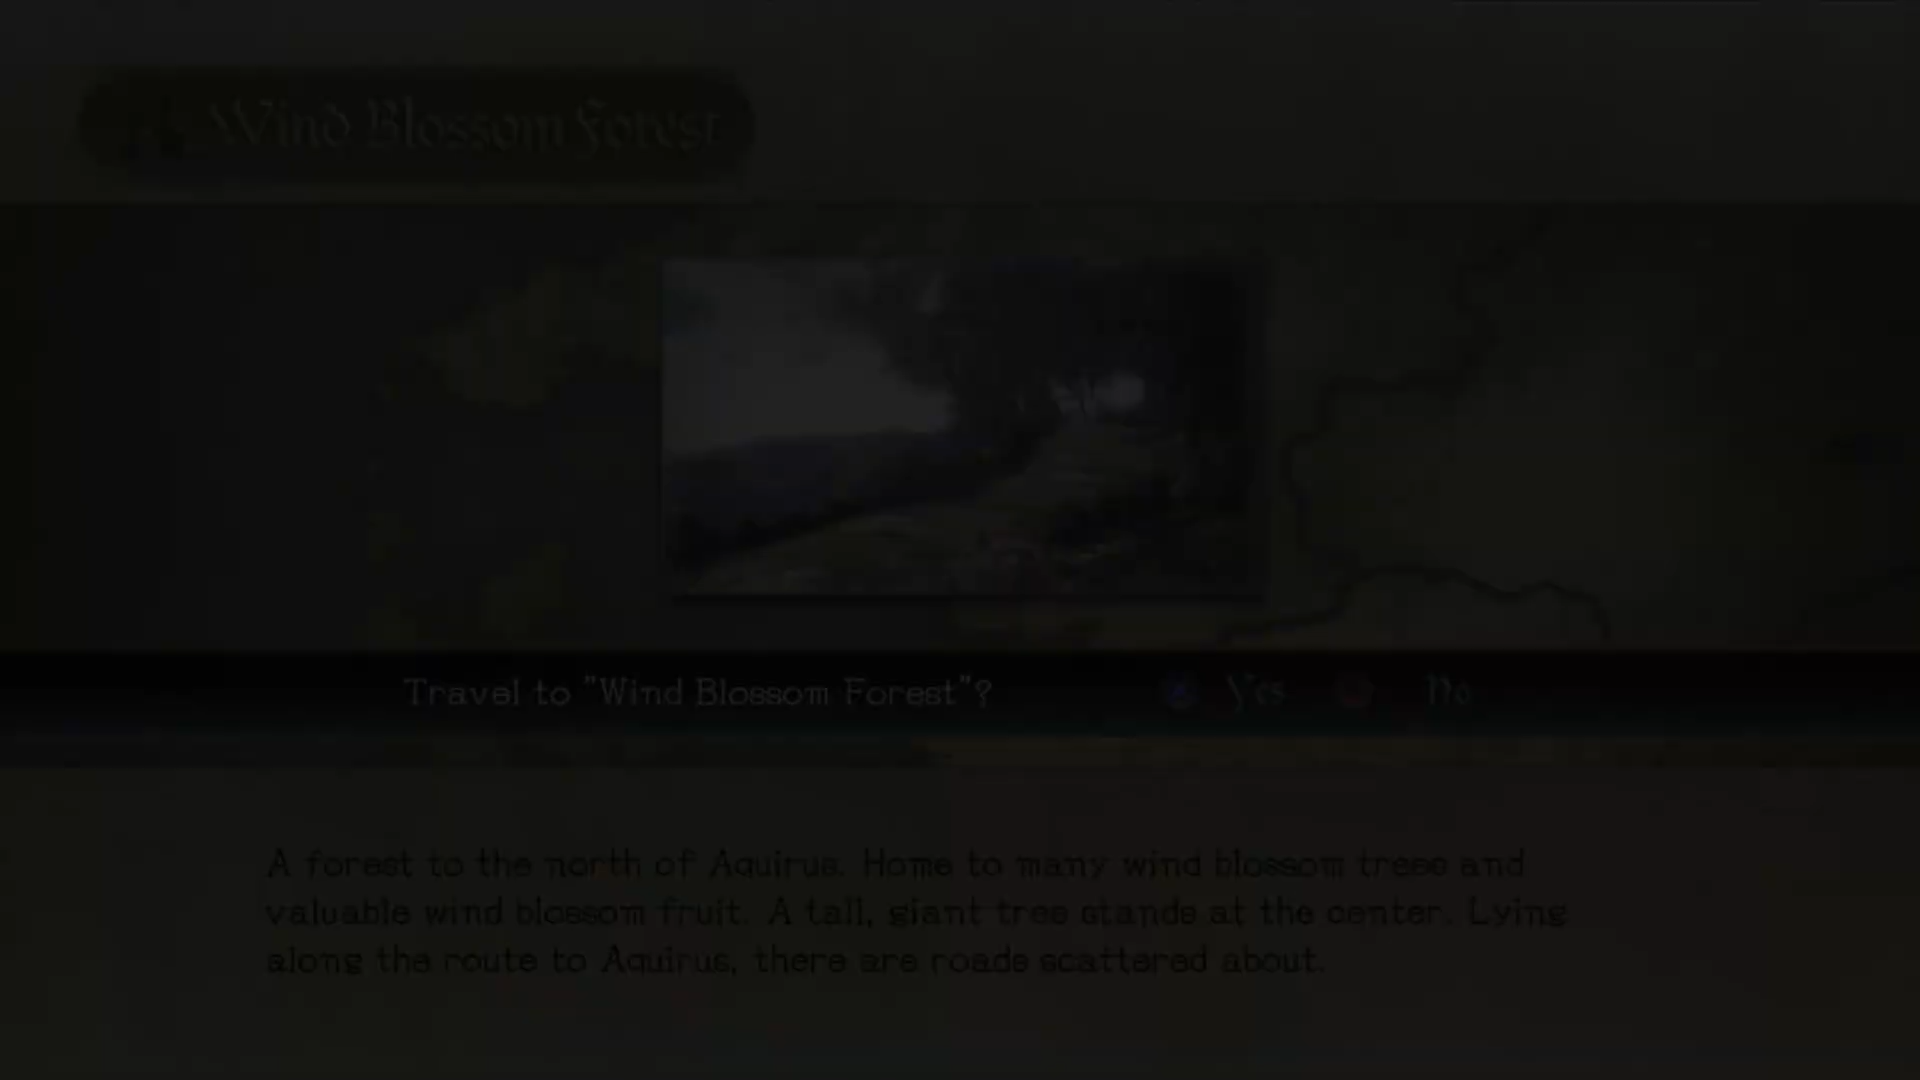 Wind Blossom Forest
Travel to "Wind Blossom Forest"? Yes No
A forest to the north of Aquirus. Home to many wind blossom trees and
valuable wind blossom fruit. A tall, giant tree stands at the center. Lying
along the route to Aquirus, there are roads scattered about.